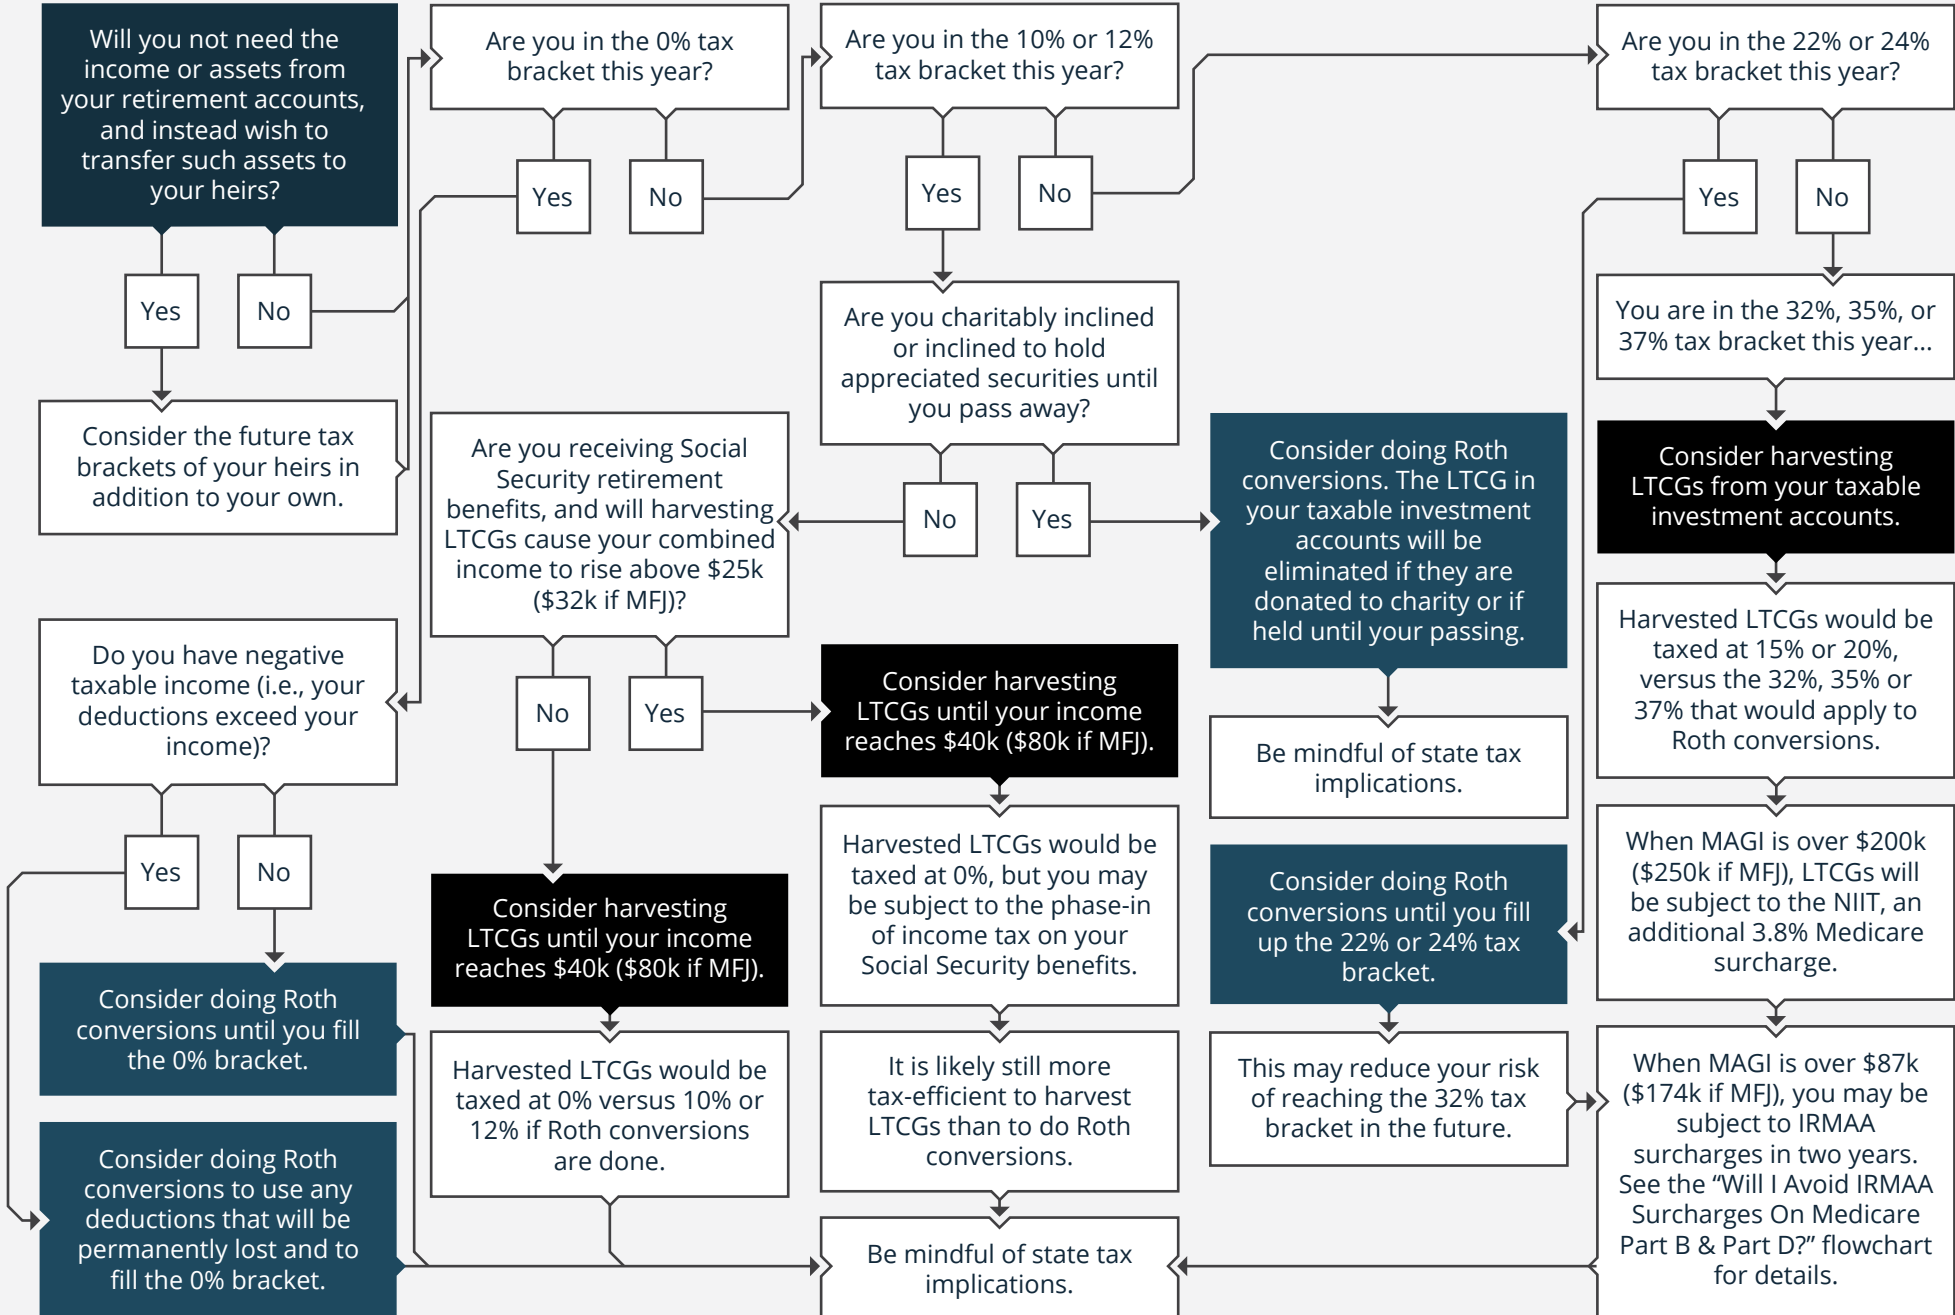 Will you not need the
income or assets from
your retirement accounts,
and instead wish to
transfer such assets to
your heirs?
Yes
No
Consider the future tax
brackets of your heirs in
addition to your own.
Are you in the 0% tax
bracket this year?
Yes
No
Do you have negative
taxable income (i.e., your
deductions exceed your
income)?
Yes
No
Consider doing Roth
conversions until you fill
the 0% bracket.
Consider doing Roth
conversions to use any
deductions that will be
permanently lost and to
fill the 0% bracket.
Are you in the 10% or 12%
tax bracket this year?
Yes
No
Are you charitably inclined
or inclined to hold
appreciated securities until
you pass away?
No
Yes
Are you receiving Social
Security retirement
benefits, and will harvesting
LTCGs cause your combined
income to rise above $25k
($32k if MFJ)?
No
Yes
Consider harvesting
LTCGs until your income
reaches $40k ($80k if MFJ).
Harvested LTCGs would be
taxed at 0% versus 10% or
12% if Roth conversions
are done.
Consider harvesting
LTCGs until your income
reaches $40k ($80k if MFJ).
Harvested LTCGs would be
taxed at 0%, but you may
be subject to the phase-in
of income tax on your
Social Security benefits.
It is likely still more
tax-efficient to harvest
LTCGs than to do Roth
conversions.
Be mindful of state tax
implications.
Consider doing Roth
conversions. The LTCG in
your taxable investment
accounts will be
eliminated if they are
donated to charity or if
held until your passing.
Be mindful of state tax
implications.
Are you in the 22% or 24%
tax bracket this year?
Yes
No
Consider doing Roth
conversions until you fill
up the 22% or 24% tax
bracket.
This may reduce your risk
of reaching the 32% tax
bracket in the future.
You are in the 32%, 35%, or
37% tax bracket this year...
Consider harvesting
LTCGs from your taxable
investment accounts.
Harvested LTCGs would be
taxed at 15% or 20%,
versus the 32%, 35% or
37% that would apply to
Roth conversions.
When MAGI is over $200k
($250k if MFJ), LTCGs will
be subject to the NIIT, an
additional 3.8% Medicare
surcharge.
When MAGI is over $87k
($174k if MFJ), you may be
subject to IRMAA
surcharges in two years.
See the “Will I Avoid IRMAA
Surcharges On Medicare
Part B & Part D?” flowchart
for details.